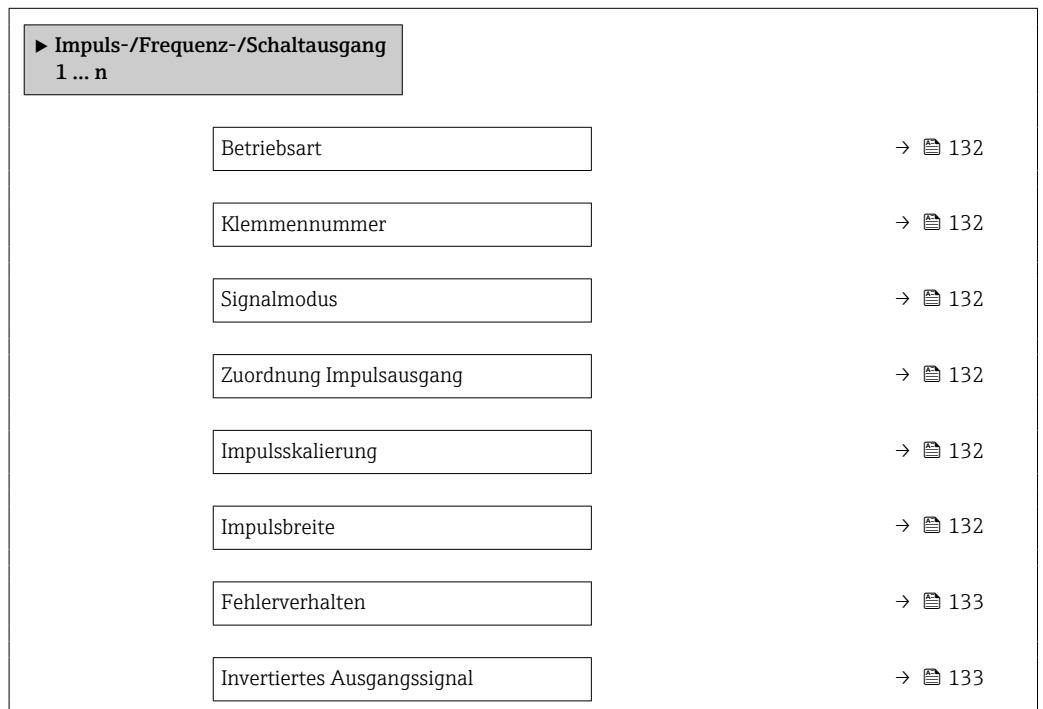 ▶ Impuls-/Frequenz-/Schaltausgang
1 ... n
Betriebsart → 132
Klemmennummer → 132
Signalmodus → 132
Zuordnung Impulsausgang → 132
Impulsskalierung → 132
Impulsbreite → 132
Fehlerverhalten → 133
Invertiertes Ausgangssignal → 133